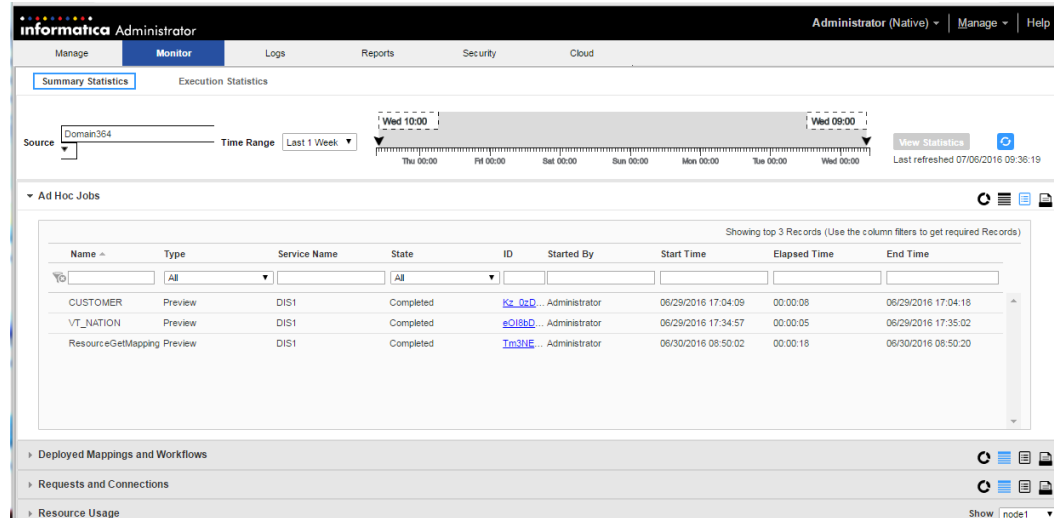 informatica Administrator
Administrator (Native) Manage Help
Manage Monitor Logs Reports Security Cloud
Summary Statistics Execution Statistics
Wed 10:00 Wed 09:00
Source Domain364 Time Range Last 1 Week View Statistics
Thu 00:00 Fri 00:00 Sat 00:00 Sun 00:00 Mon 00:00 Tue 00:00 Wed 00:00
Last refreshed 07/06/2016 09:36:19
Ad Hoc Jobs
Showing top 3 Records (Use the column filters to get required Records)
Name Type Service Name State ID Started By Start Time Elapsed Time End Time
All All
CUSTOMER Preview DIS1 Completed Kz_0zD... Administrator 06/29/2016 17:04:09 00:00:08 06/29/2016 17:04:18
VT_NATION Preview DIS1 Completed eOI8bD... Administrator 06/29/2016 17:34:57 00:00:05 06/29/2016 17:35:02
ResourceGetMapping Preview DIS1 Completed Tm3NE... Administrator 06/30/2016 08:50:02 00:00:18 06/30/2016 08:50:20
Deployed Mappings and Workflows
Requests and Connections
Resource Usage Show node1